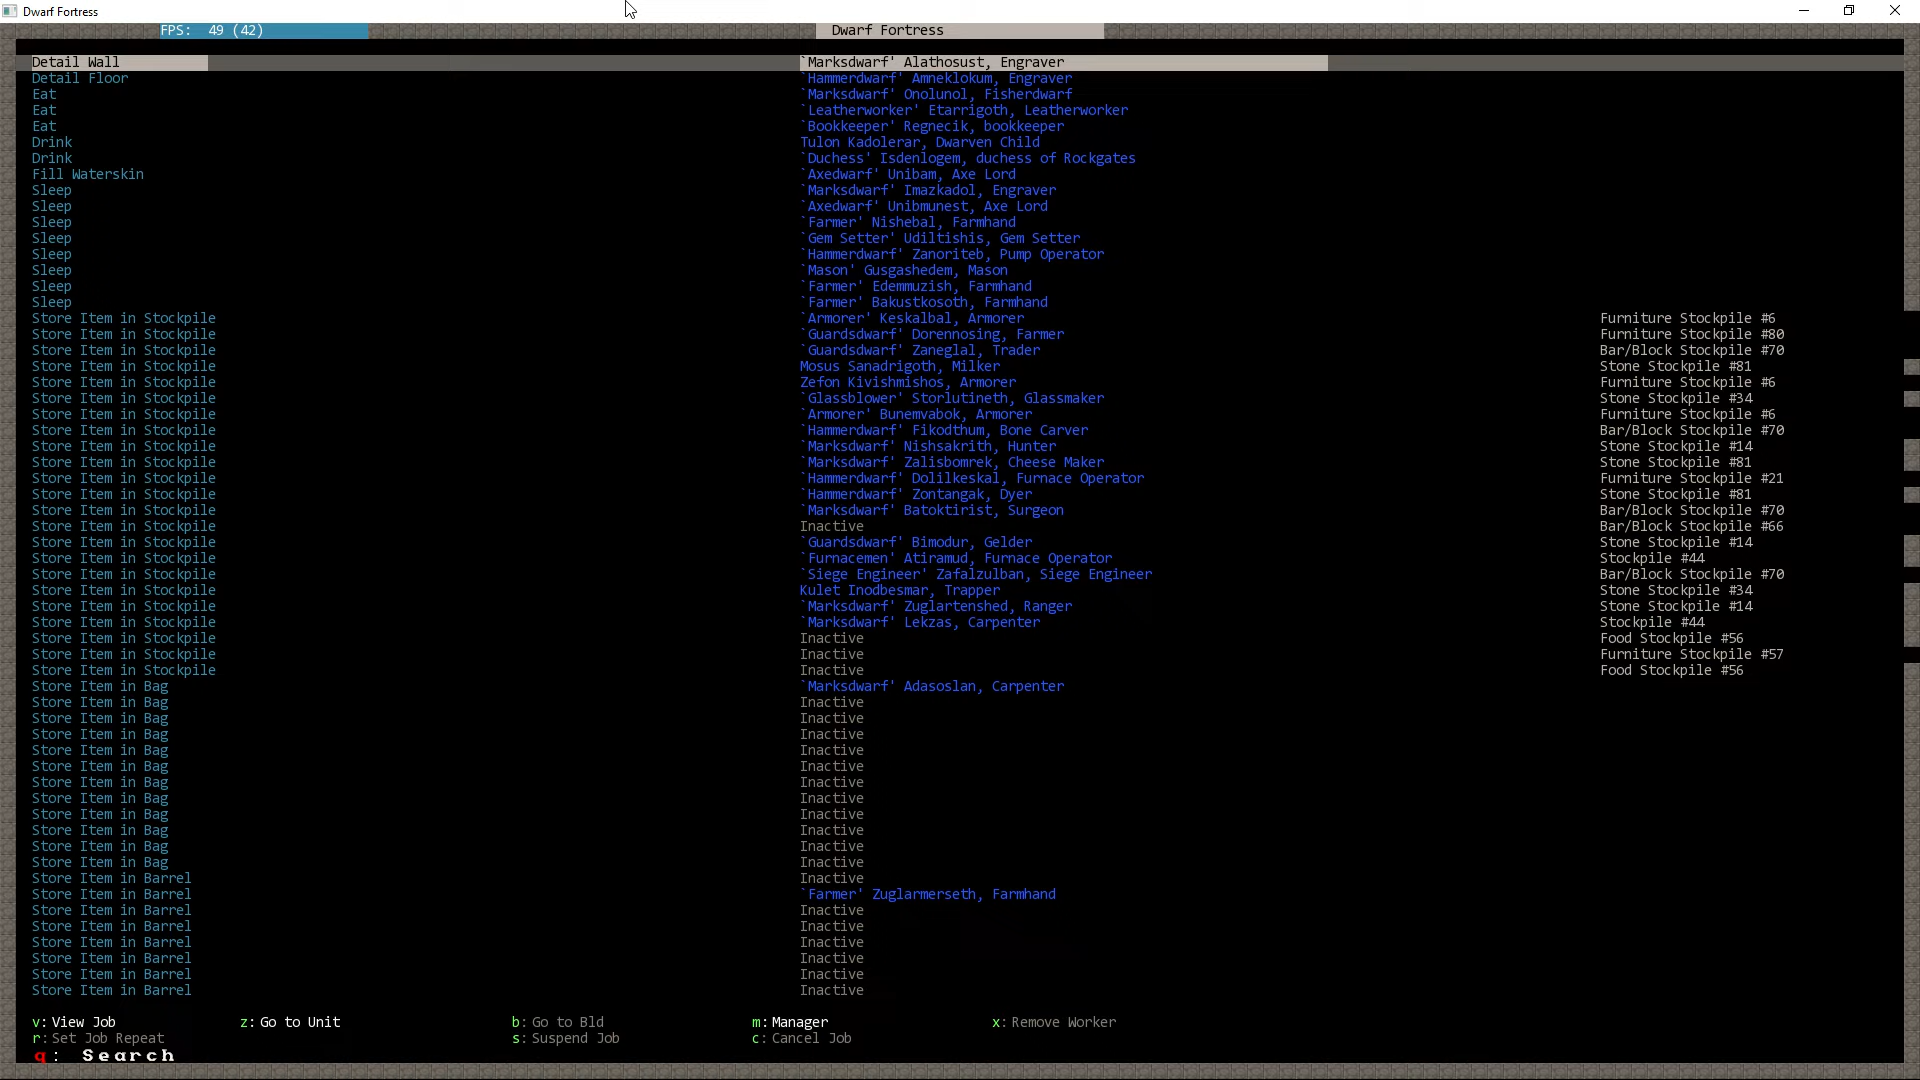 Dwarf Fortress
FPS: 49 (42) Dwarf Fortress
Detail Wall `Marksdwarf' Alathosust, Engraver
Detail Floor `Hammerdwarf' Amneklokum, Engraver
Eat `Marksdwarf' Onolunol, Fisherdwarf
Eat `Leatherworker' Etarrigoth, Leatherworker
Eat `Bookkeeper' Regnecik, bookkeeper
Drink Tulon Kadolerar, Dwarven Child
Drink `Duchess' Isdenlogem, duchess of Rockgates
Fill Waterskin `Axedwarf' Unibam, Axe Lord
Sleep `Marksdwarf' Imazkadol, Engraver
Sleep `Axedwarf' Unibmunest, Axe Lord
Sleep `Farmer' Nishebal, Farmhand
Sleep `Gem Setter' Udiltishis, Gem Setter
Sleep `Hammerdwarf' Zanoriteb, Pump Operator
Sleep `Mason' Gusgashedem, Mason
Sleep `Farmer' Edemmuzish, Farmhand
Sleep `Farmer' Bakustkosoth, Farmhand
Store Item in Stockpile `Armorer' Keskalbal, Armorer Furniture Stockpile #6
Store Item in Stockpile `Guardsdwarf' Dorennosing, Farmer Furniture Stockpile #80
Store Item in Stockpile `Guardsdwarf' Zaneglal, Trader Bar/Block Stockpile #70
Store Item in Stockpile Mosus Sanadrigoth, Milker Stone Stockpile #81
Store Item in Stockpile Zefon Kivishmishos, Armorer Furniture Stockpile #6
Store Item in Stockpile `Glassblower' Storlutineth, Glassmaker Stone Stockpile #34
Store Item in Stockpile `Armorer' Bunemvabok, Armorer Furniture Stockpile #6
Store Item in Stockpile `Hammerdwarf' Fikodthum, Bone Carver Bar/Block Stockpile #70
Store Item in Stockpile `Marksdwarf' Nishsakrith, Hunter Stone Stockpile #14
Store Item in Stockpile `Marksdwarf' Zalisbomrek, Cheese Maker Stone Stockpile #81
Store Item in Stockpile `Hammerdwarf' Dolilkeskal, Furnace Operator Furniture Stockpile #21
Store Item in Stockpile `Hammerdwarf' Zontangak, Dyer Stone Stockpile #81
Store Item in Stockpile `Marksdwarf' Batoktirist, Surgeon Bar/Block Stockpile #70
Store Item in Stockpile Inactive Bar/Block Stockpile #66
Store Item in Stockpile `Guardsdwarf' Bimodur, Gelder Stone Stockpile #14
Store Item in Stockpile `Furnacemen' Atiramud, Furnace Operator Stockpile #44
Store Item in Stockpile `Siege Engineer' Zafalzulban, Siege Engineer Bar/Block Stockpile #70
Store Item in Stockpile Kulet Inodbesmar, Trapper Stone Stockpile #34
Store Item in Stockpile `Marksdwarf' Zuglartenshed, Ranger Stone Stockpile #14
Store Item in Stockpile `Marksdwarf' Lekzas, Carpenter Stockpile #44
Store Item in Stockpile Inactive Food Stockpile #56
Store Item in Stockpile Inactive Furniture Stockpile #57
Store Item in Stockpile Inactive Food Stockpile #56
Store Item in Bag `Marksdwarf' Adasoslan, Carpenter
Store Item in Bag Inactive
Store Item in Bag Inactive
Store Item in Bag Inactive
Store Item in Bag Inactive
Store Item in Bag Inactive
Store Item in Bag Inactive
Store Item in Bag Inactive
Store Item in Bag Inactive
Store Item in Bag Inactive
Store Item in Bag Inactive
Store Item in Bag Inactive
Store Item in Barrel Inactive
Store Item in Barrel `Farmer' Zuglarmerseth, Farmhand
Store Item in Barrel Inactive
Store Item in Barrel Inactive
Store Item in Barrel Inactive
Store Item in Barrel Inactive
Store Item in Barrel Inactive
Store Item in Barrel Inactive
v: View Job z: Go to Unit b: Go to Bld m: Manager x: Remove Worker
r: Set Job Repeat s: Suspend Job c: Cancel Job
q: Search